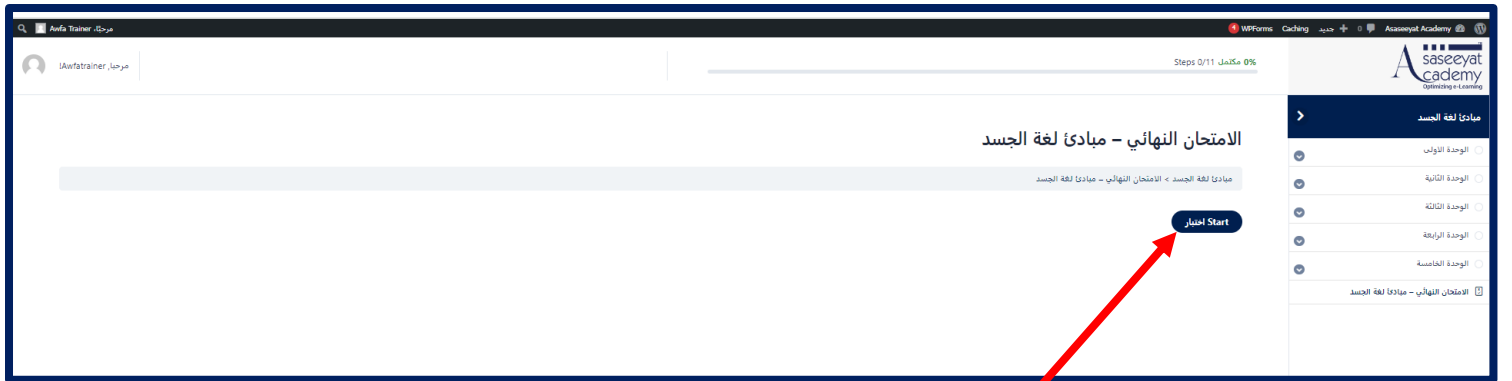 Asaseeyat Academy 0 جديد Caching WPForms 4
مرحبًا، Awfa Trainer
Asaseeyat
Academy
Optimizing e-Learning
0% مكتمل Steps 0/11
مرحبا, Awfatrainer!
مبادئ لغة الجسد
الوحدة الأولى
الوحدة الثانية
الوحدة الثالثة
الوحدة الرابعة
الوحدة الخامسة
الامتحان النهائي – مبادئ لغة الجسد
الامتحان النهائي – مبادئ لغة الجسد
مبادئ لغة الجسد > الامتحان النهائي – مبادئ لغة الجسد
Start اختبار